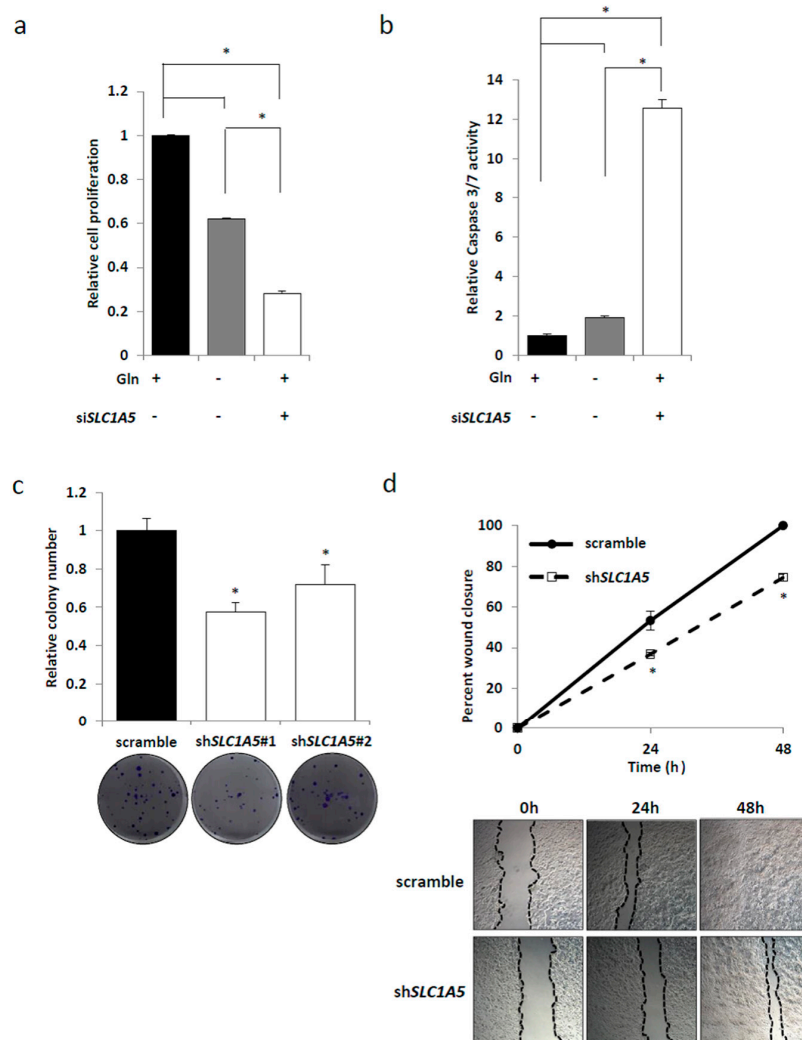 a
*
*
1.2
1
0.8
0.6
0.4
0.2
0
Relative cell proliferation
Gln + - +
siSLC1A5 - - +
b
*
*
14
12
10
8
6
4
2
0
Relative Caspase 3/7 activity
Gln + - +
siSLC1A5 - - +
c
1.2
1
0.8
0.6
0.4
0.2
0
Relative colony number
*
*
scramble shSLC1A5#1 shSLC1A5#2
d
100
80
60
40
20
0
Percent wound closure
scramble
shSLC1A5
*
*
0 24 48
Time (h)
0h 24h 48h
scramble
shSLC1A5